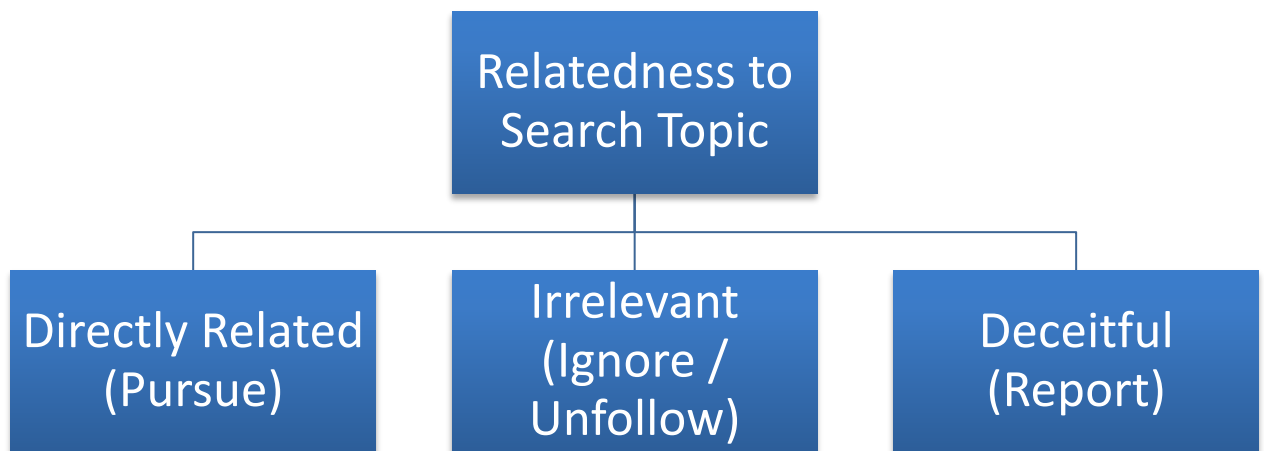 Relatedness to
Search Topic
Directly Related
(Pursue)
Irrelevant
(Ignore /
Unfollow)
Deceitful
(Report)